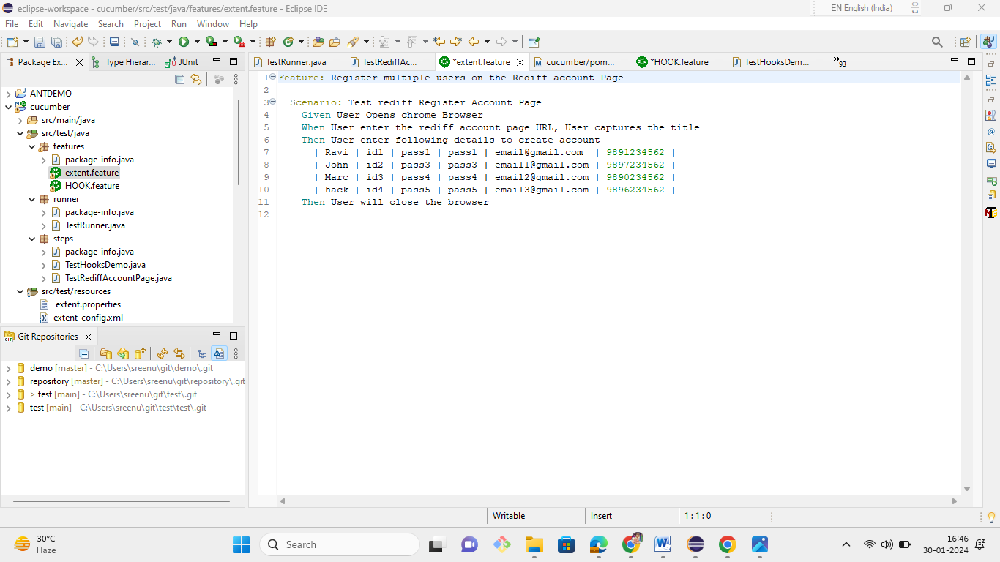 eclipse-workspace - cucumber/src/test/java/features/extent.feature - Eclipse IDE
EN English (India)
File Edit Navigate Search Project Run Window Help
Package Ex... Type Hierar... JUnit
TestRunner.java TestRediffAc... *extent.feature cucumber/pom... *HOOK.feature TestHooksDem... »93
ANTDEMO
cucumber
src/main/java
src/test/java
features
package-info.java
extent.feature
HOOK.feature
runner
package-info.java
TestRunner.java
steps
package-info.java
TestHooksDemo.java
TestRediffAccountPage.java
src/test/resources
extent.properties
extent-config.xml
1 Feature: Register multiple users on the Rediff account Page
2
3 Scenario: Test rediff Register Account Page
4 Given User Opens chrome Browser
5 When User enter the rediff account page URL, User captures the title
6 Then User enter following details to create account
7 | Ravi | id1 | pass1 | pass1 | email@gmail.com | 9891234562 |
8 | John | id2 | pass3 | pass3 | email1@gmail.com | 9897234562 |
9 | Marc | id3 | pass4 | pass4 | email2@gmail.com | 9890234562 |
10 | hack | id4 | pass5 | pass5 | email3@gmail.com | 9896234562 |
11 Then User will close the browser
12
Git Repositories
demo [master] - C:\Users\sreenu\git\demo\.git
repository [master] - C:\Users\sreenu\git\repository\.git
> test [main] - C:\Users\sreenu\git\test\.git
test [main] - C:\Users\sreenu\git\test\test\.git
Writable Insert 1 : 1 : 0
30°C
Haze
Search
16:46
30-01-2024